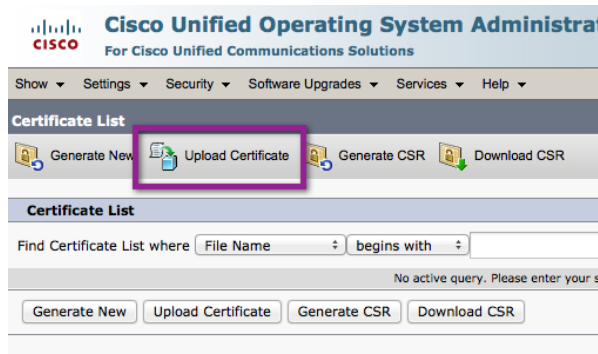 Cisco Unified Operating System Administra
CISCO
For Cisco Unified Communications Solutions
Show Settings Security Software Upgrades Services Help
Certificate List
Generate New Upload Certificate Generate CSR Download CSR
Certificate List
Find Certificate List where File Name begins with
No active query. Please enter your s
Generate New Upload Certificate Generate CSR Download CSR